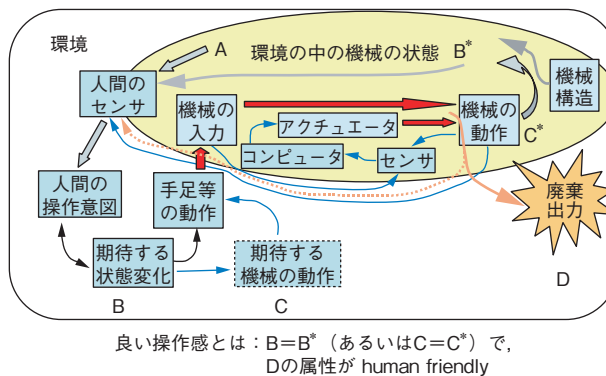 環境
A
環境の中の機械の状態 B*
人間の
センサ
機械
構造
機械の
入力
機械の
動作
アクチュエータ
C*
コンピュータ
センサ
人間の
操作意図
手足等
の動作
廃棄
出力
期待する
状態変化
期待する
機械の動作
D
B
C
良い操作感とは：B＝B*（あるいはC＝C*）で，
Dの属性が human friendly